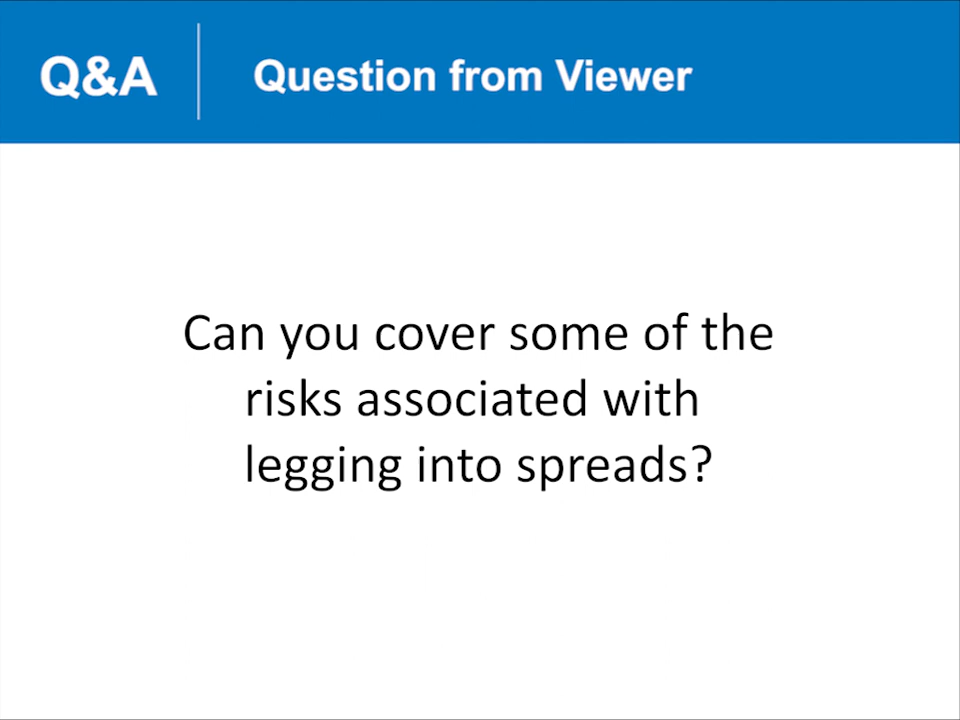 Q&A
Question from Viewer
Can you cover some of the
risks associated with
legging into spreads?